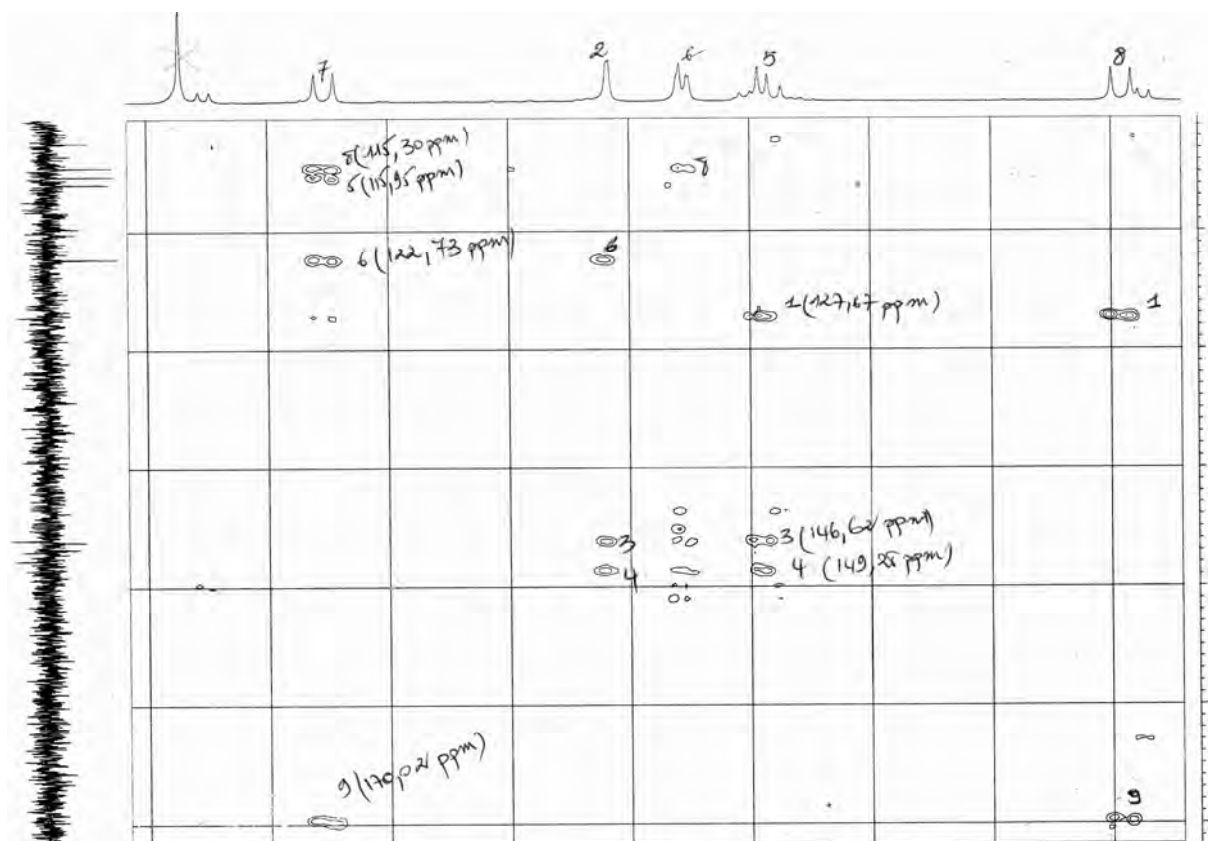 7 2 6 5 8
8(115,30 ppm) 8
5(115,95 ppm)
6(122,73 ppm) 6
1(127,67 ppm) 1
3 3(146,62 ppm)
4 4 (149,28 ppm)
9(170,02 ppm) 9